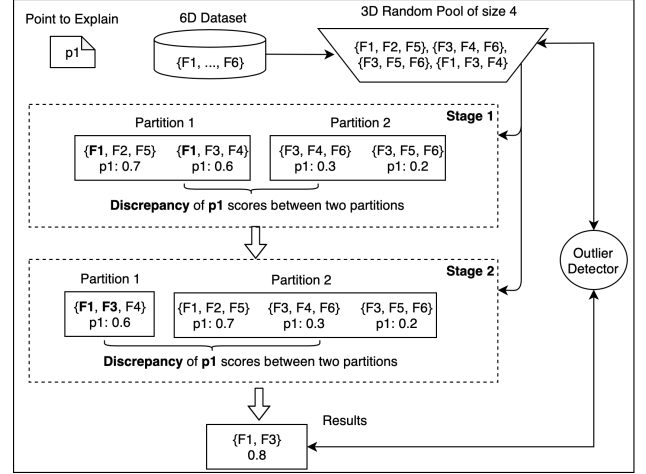 Point to Explain
p1
6D Dataset
{F1, ..., F6}
3D Random Pool of size 4
{F1, F2, F5}, {F3, F4, F6},
{F3, F5, F6}, {F1, F3, F4}
Stage 1
Partition 1
{F1, F2, F5}
p1: 0.7
{F1, F3, F4}
p1: 0.6
Partition 2
{F3, F4, F6}
p1: 0.3
{F3, F5, F6}
p1: 0.2
Discrepancy of p1 scores between two partitions
Outlier
Detector
Stage 2
Partition 1
{F1, F3, F4}
p1: 0.6
Partition 2
{F1, F2, F5}
p1: 0.7
{F3, F4, F6}
p1: 0.3
{F3, F5, F6}
p1: 0.2
Discrepancy of p1 scores between two partitions
Results
{F1, F3}
0.8